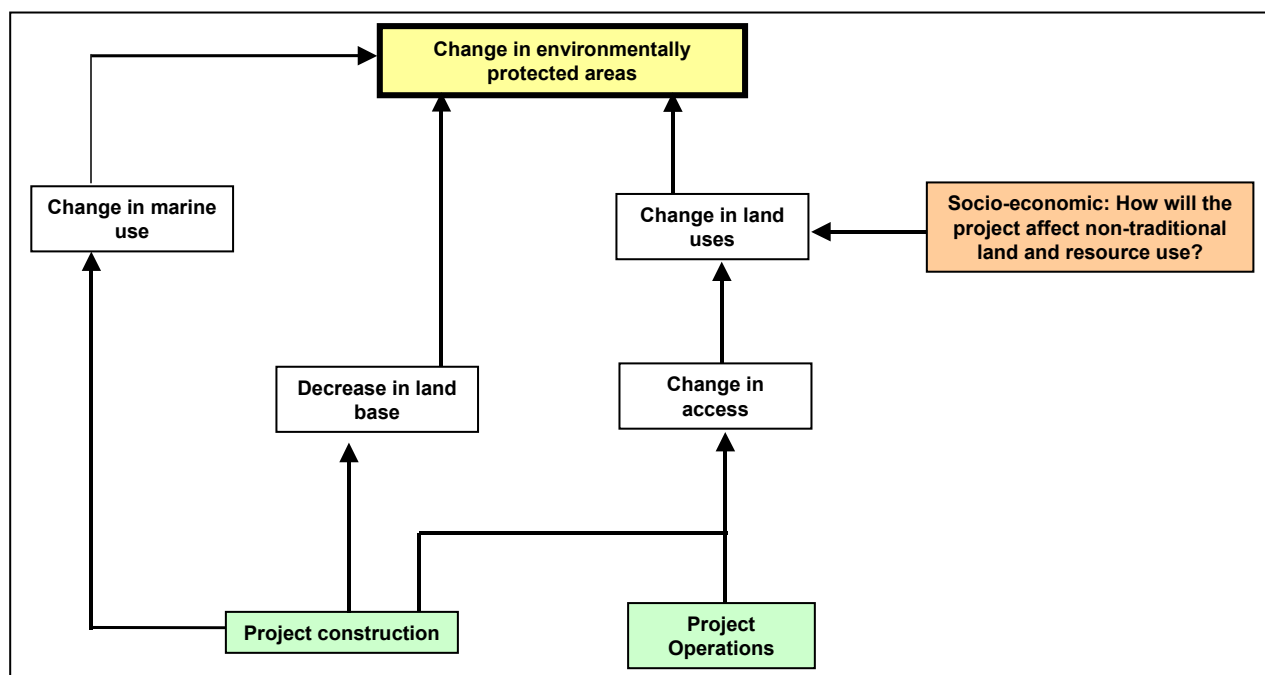 Change in environmentally
protected areas
Change in marine
use
Change in land
uses
Socio-economic: How will the
project affect non-traditional
land and resource use?
Decrease in land
base
Change in
access
Project construction
Project
Operations